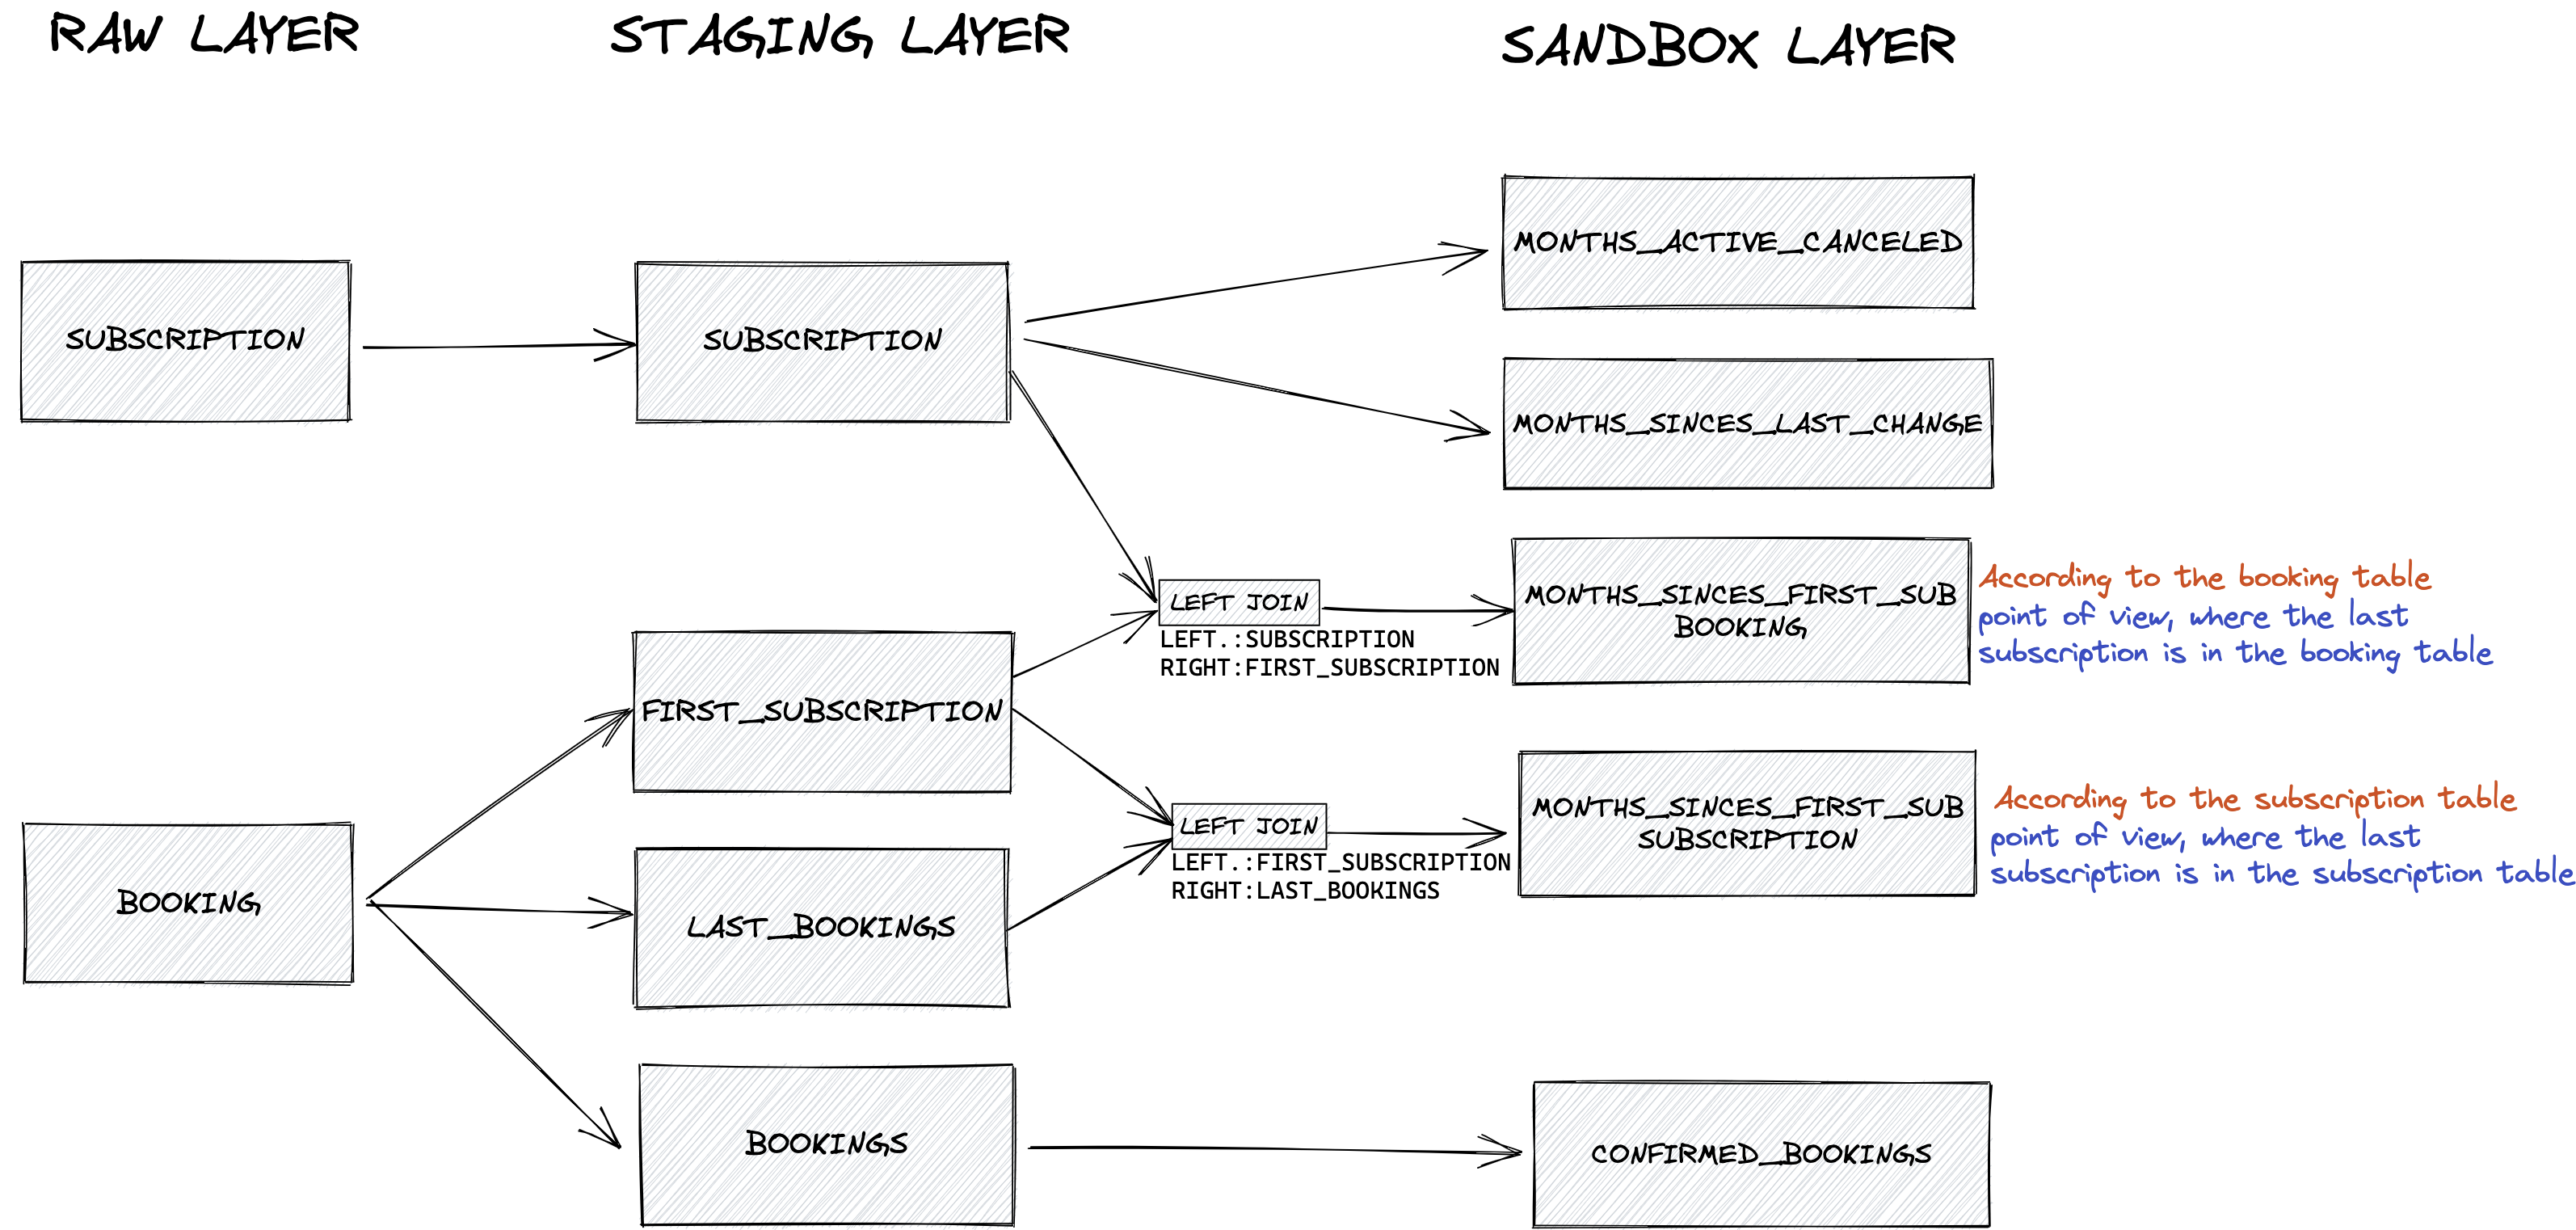 RAW LAYER
STAGING LAYER
SANDBOX LAYER
MONTHS_ACTIVE_CANCELED
SUBSCRIPTION
SUBSCRIPTION
MONTHS_SINCES_LAST_CHANGE
LEFT JOIN
LEFT.:SUBSCRIPTION
RIGHT:FIRST_SUBSCRIPTION
MONTHS_SINCES_FIRST_SUB
BOOKING
According to the booking table
point of view, where the last
subscription is in the booking table
FIRST_SUBSCRIPTION
LEFT JOIN
LEFT.:FIRST_SUBSCRIPTION
RIGHT:LAST_BOOKINGS
MONTHS_SINCES_FIRST_SUB
SUBSCRIPTION
According to the subscription table
point of view, where the last
subscription is in the subscription table
BOOKING
LAST_BOOKINGS
BOOKINGS
CONFIRMED_BOOKINGS